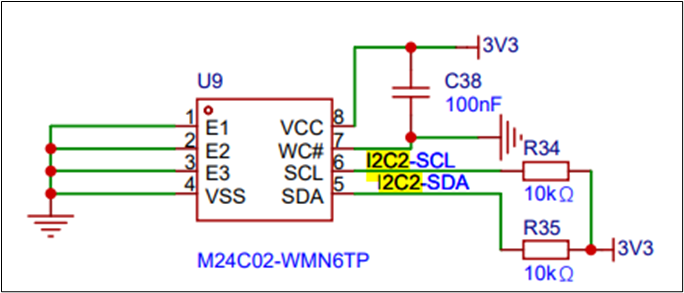 3V3
U9
C38
100nF
1 E1 VCC 8
2 E2 WC# 7
3 E3 SCL 6 I2C2-SCL
4 VSS SDA 5 I2C2-SDA
R34
10kΩ
R35
3V3
10kΩ
M24C02-WMN6TP